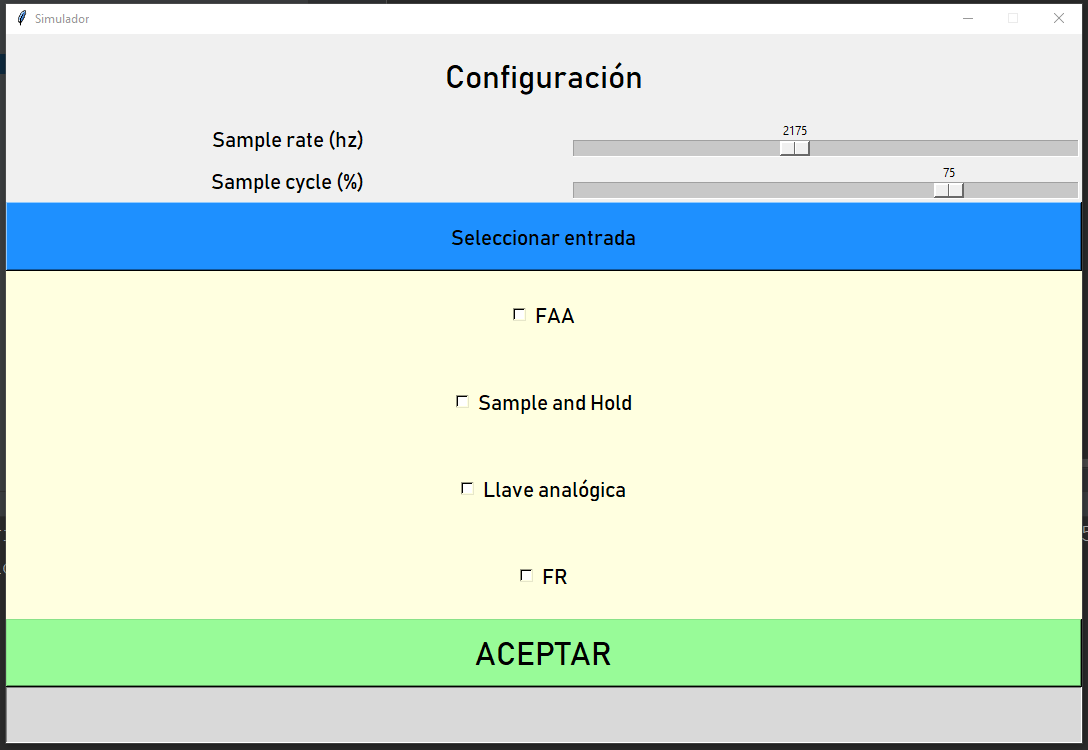 Simulador
Configuración
2175
Sample rate (hz)
75
Sample cycle (%)
Seleccionar entrada
FAA
Sample and Hold
Llave analógica
FR
ACEPTAR